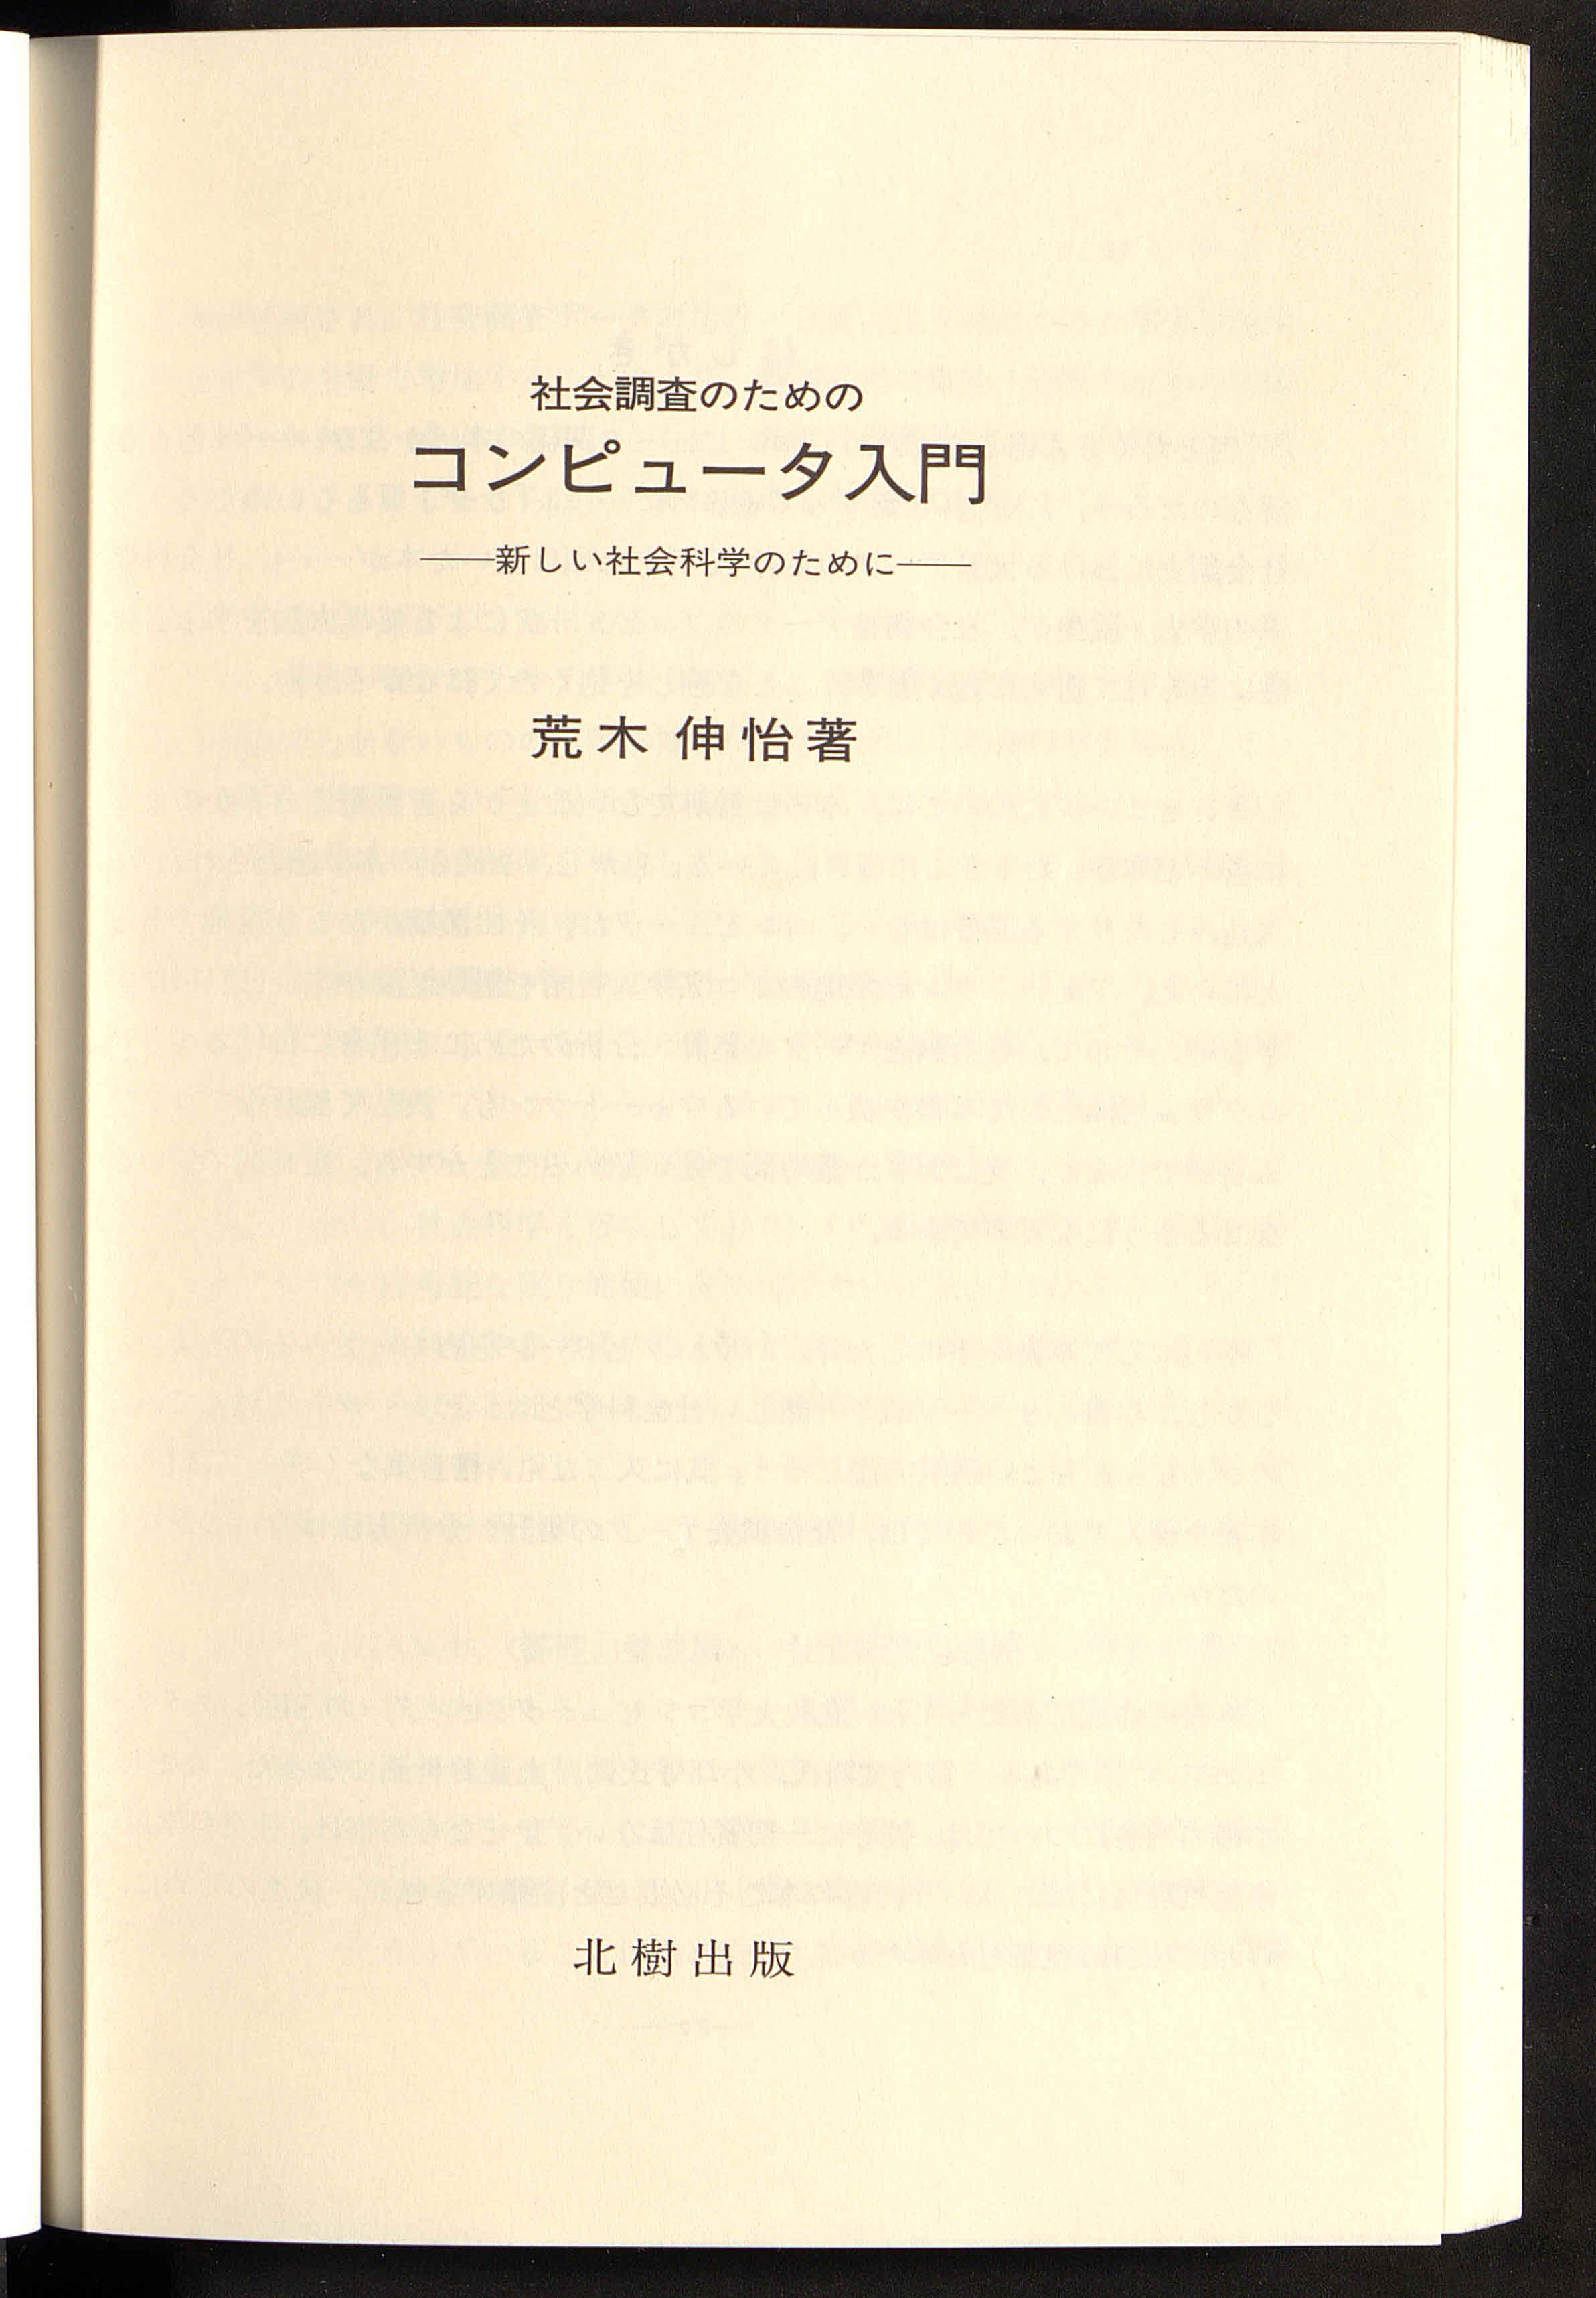 社会調査のための
コンピュータ入門
――新しい社会科学のために――
荒木伸怡著
北樹出版